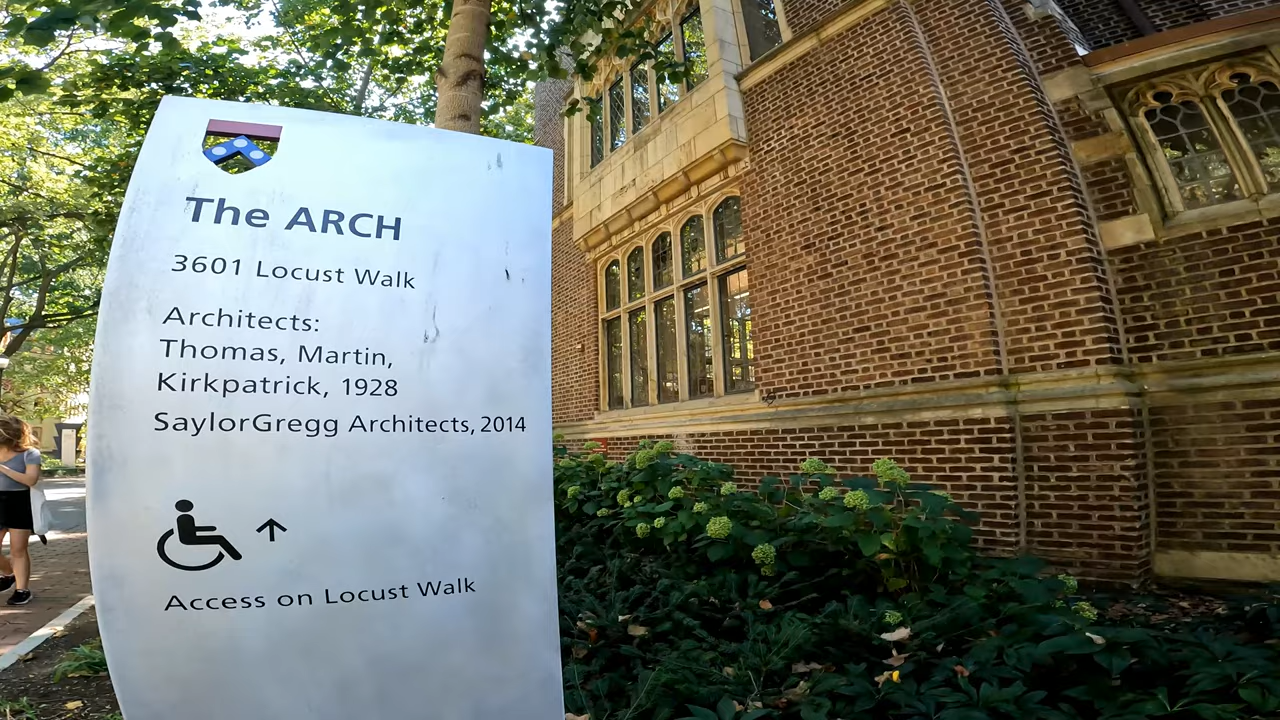 The ARCH
3601 Locust Walk
Architects:
Thomas, Martin,
Kirkpatrick, 1928
SaylorGregg Architects, 2014
Access on Locust Walk